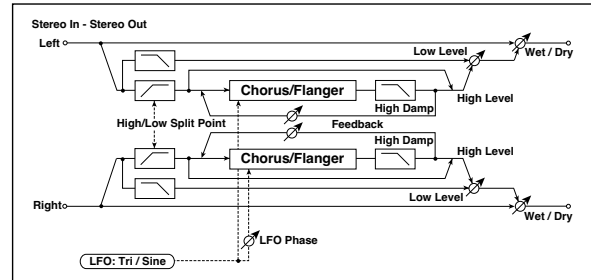 Stereo In - Stereo Out
Left
Wet / Dry
Low Level
Chorus/Flanger
High Level
High Damp
High/Low Split Point
Feedback
High Damp
High Level
Chorus/Flanger
Low Level
Right
Wet / Dry
LFO Phase
LFO: Tri / Sine